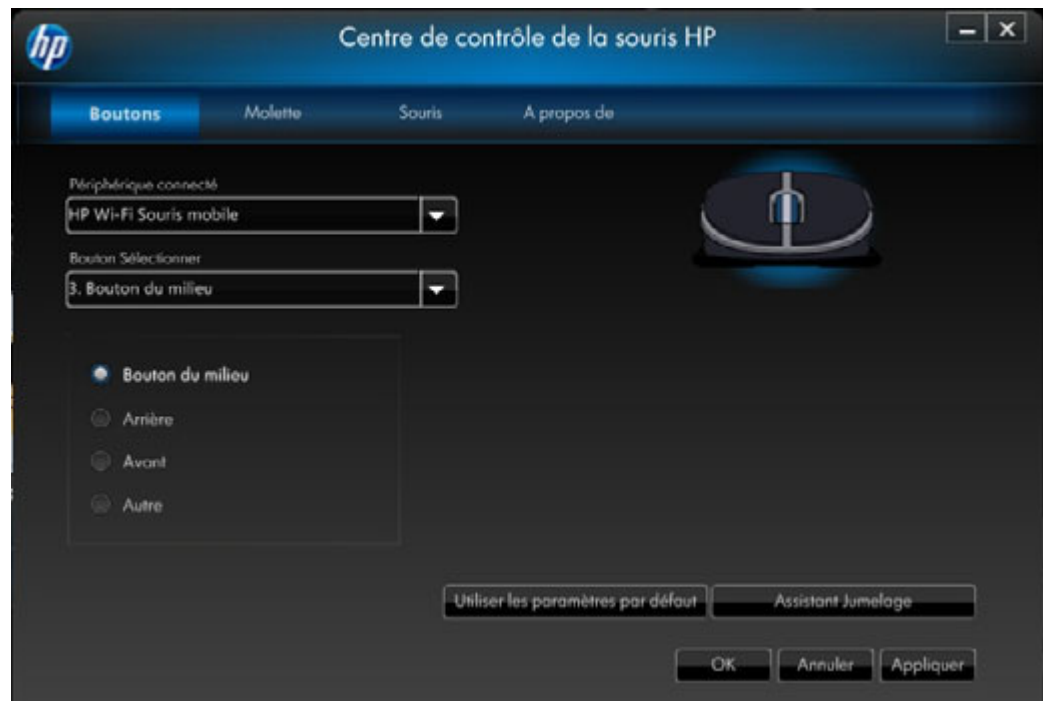 hp
Centre de contrôle de la souris HP
Boutons Molette Souris A propos de
Périphérique connecté
HP Wi-Fi Souris mobile
Bouton Sélectionner
3. Bouton du milieu
Bouton du milieu
Arrière
Avant
Autre
Utiliser les paramètres par défaut Assistant Jumelage
OK Annuler Appliquer